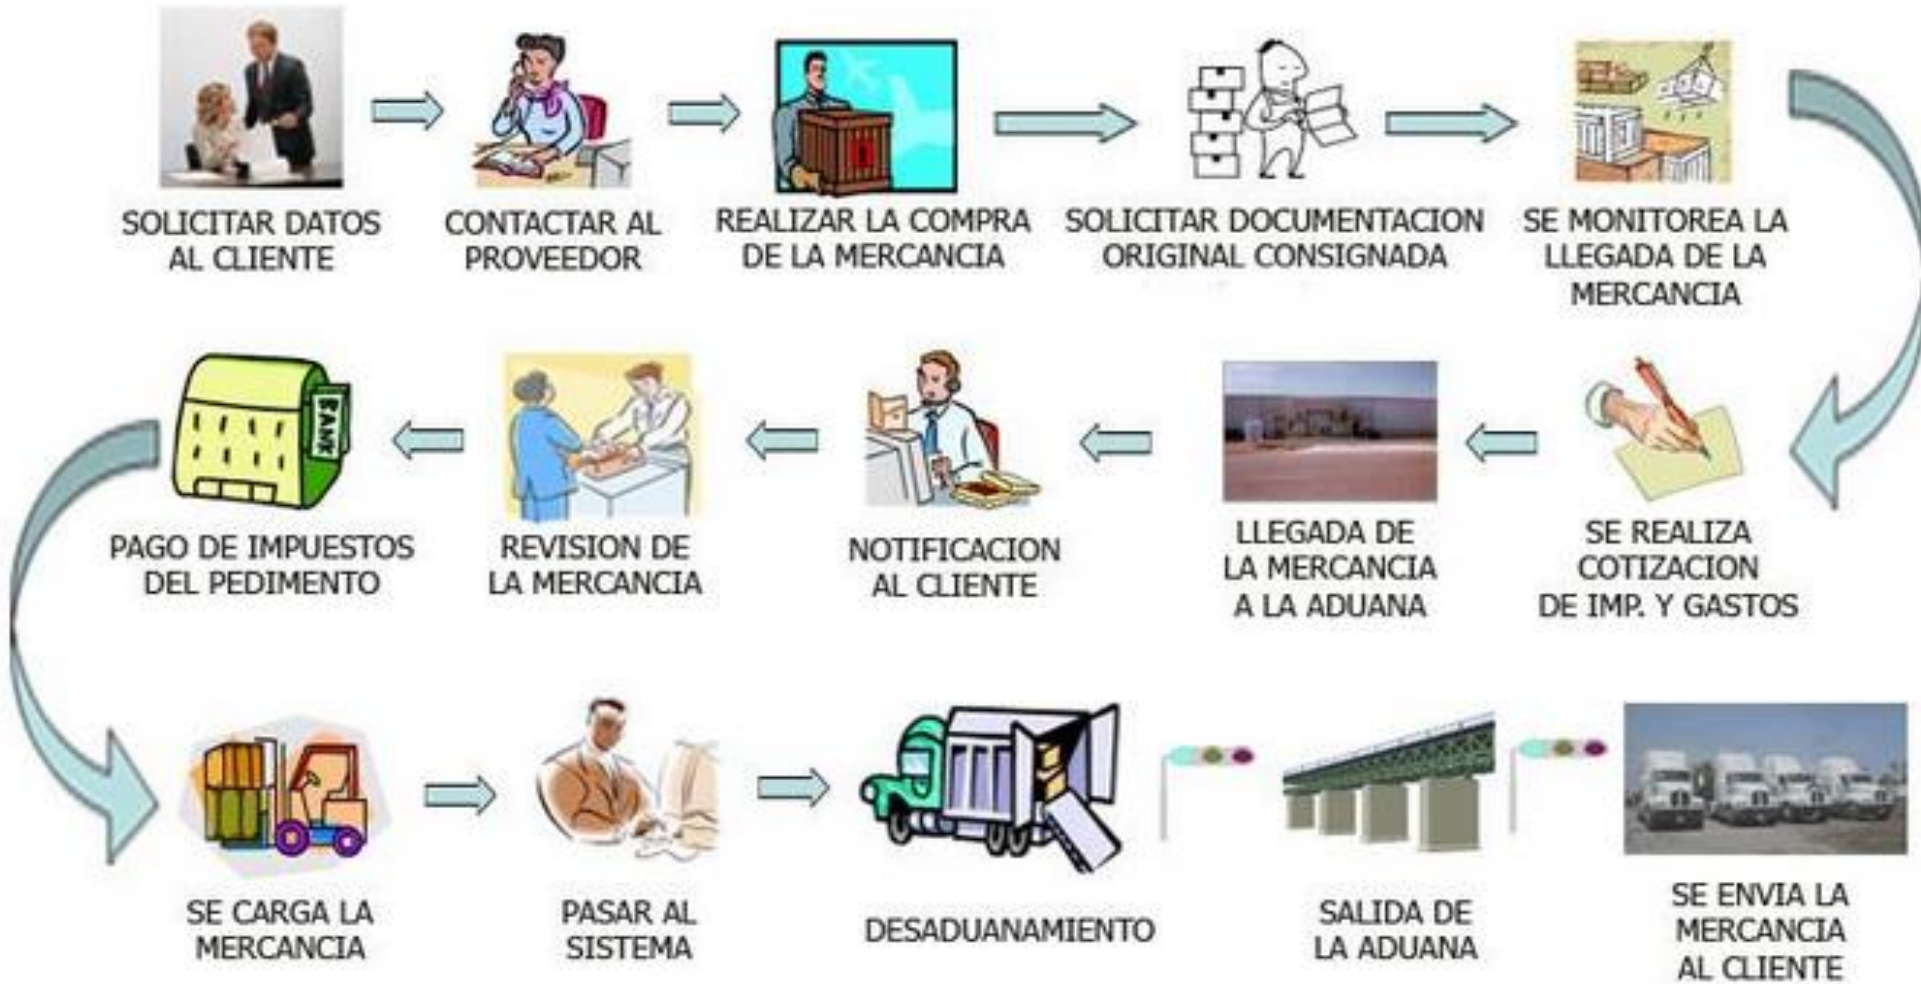 SOLICITAR DATOS
AL CLIENTE
CONTACTAR AL
PROVEEDOR
REALIZAR LA COMPRA
DE LA MERCANCIA
SOLICITAR DOCUMENTACION
ORIGINAL CONSIGNADA
SE MONITOREA LA
LLEGADA DE LA
MERCANCIA
SE REALIZA
COTIZACION
DE IMP. Y GASTOS
LLEGADA DE
LA MERCANCIA
A LA ADUANA
NOTIFICACION
AL CLIENTE
REVISION DE
LA MERCANCIA
BANK
PAGO DE IMPUESTOS
DEL PEDIMENTO
SE CARGA LA
MERCANCIA
PASAR AL
SISTEMA
DESADUANAMIENTO
SALIDA DE
LA ADUANA
SE ENVIA LA
MERCANCIA
AL CLIENTE